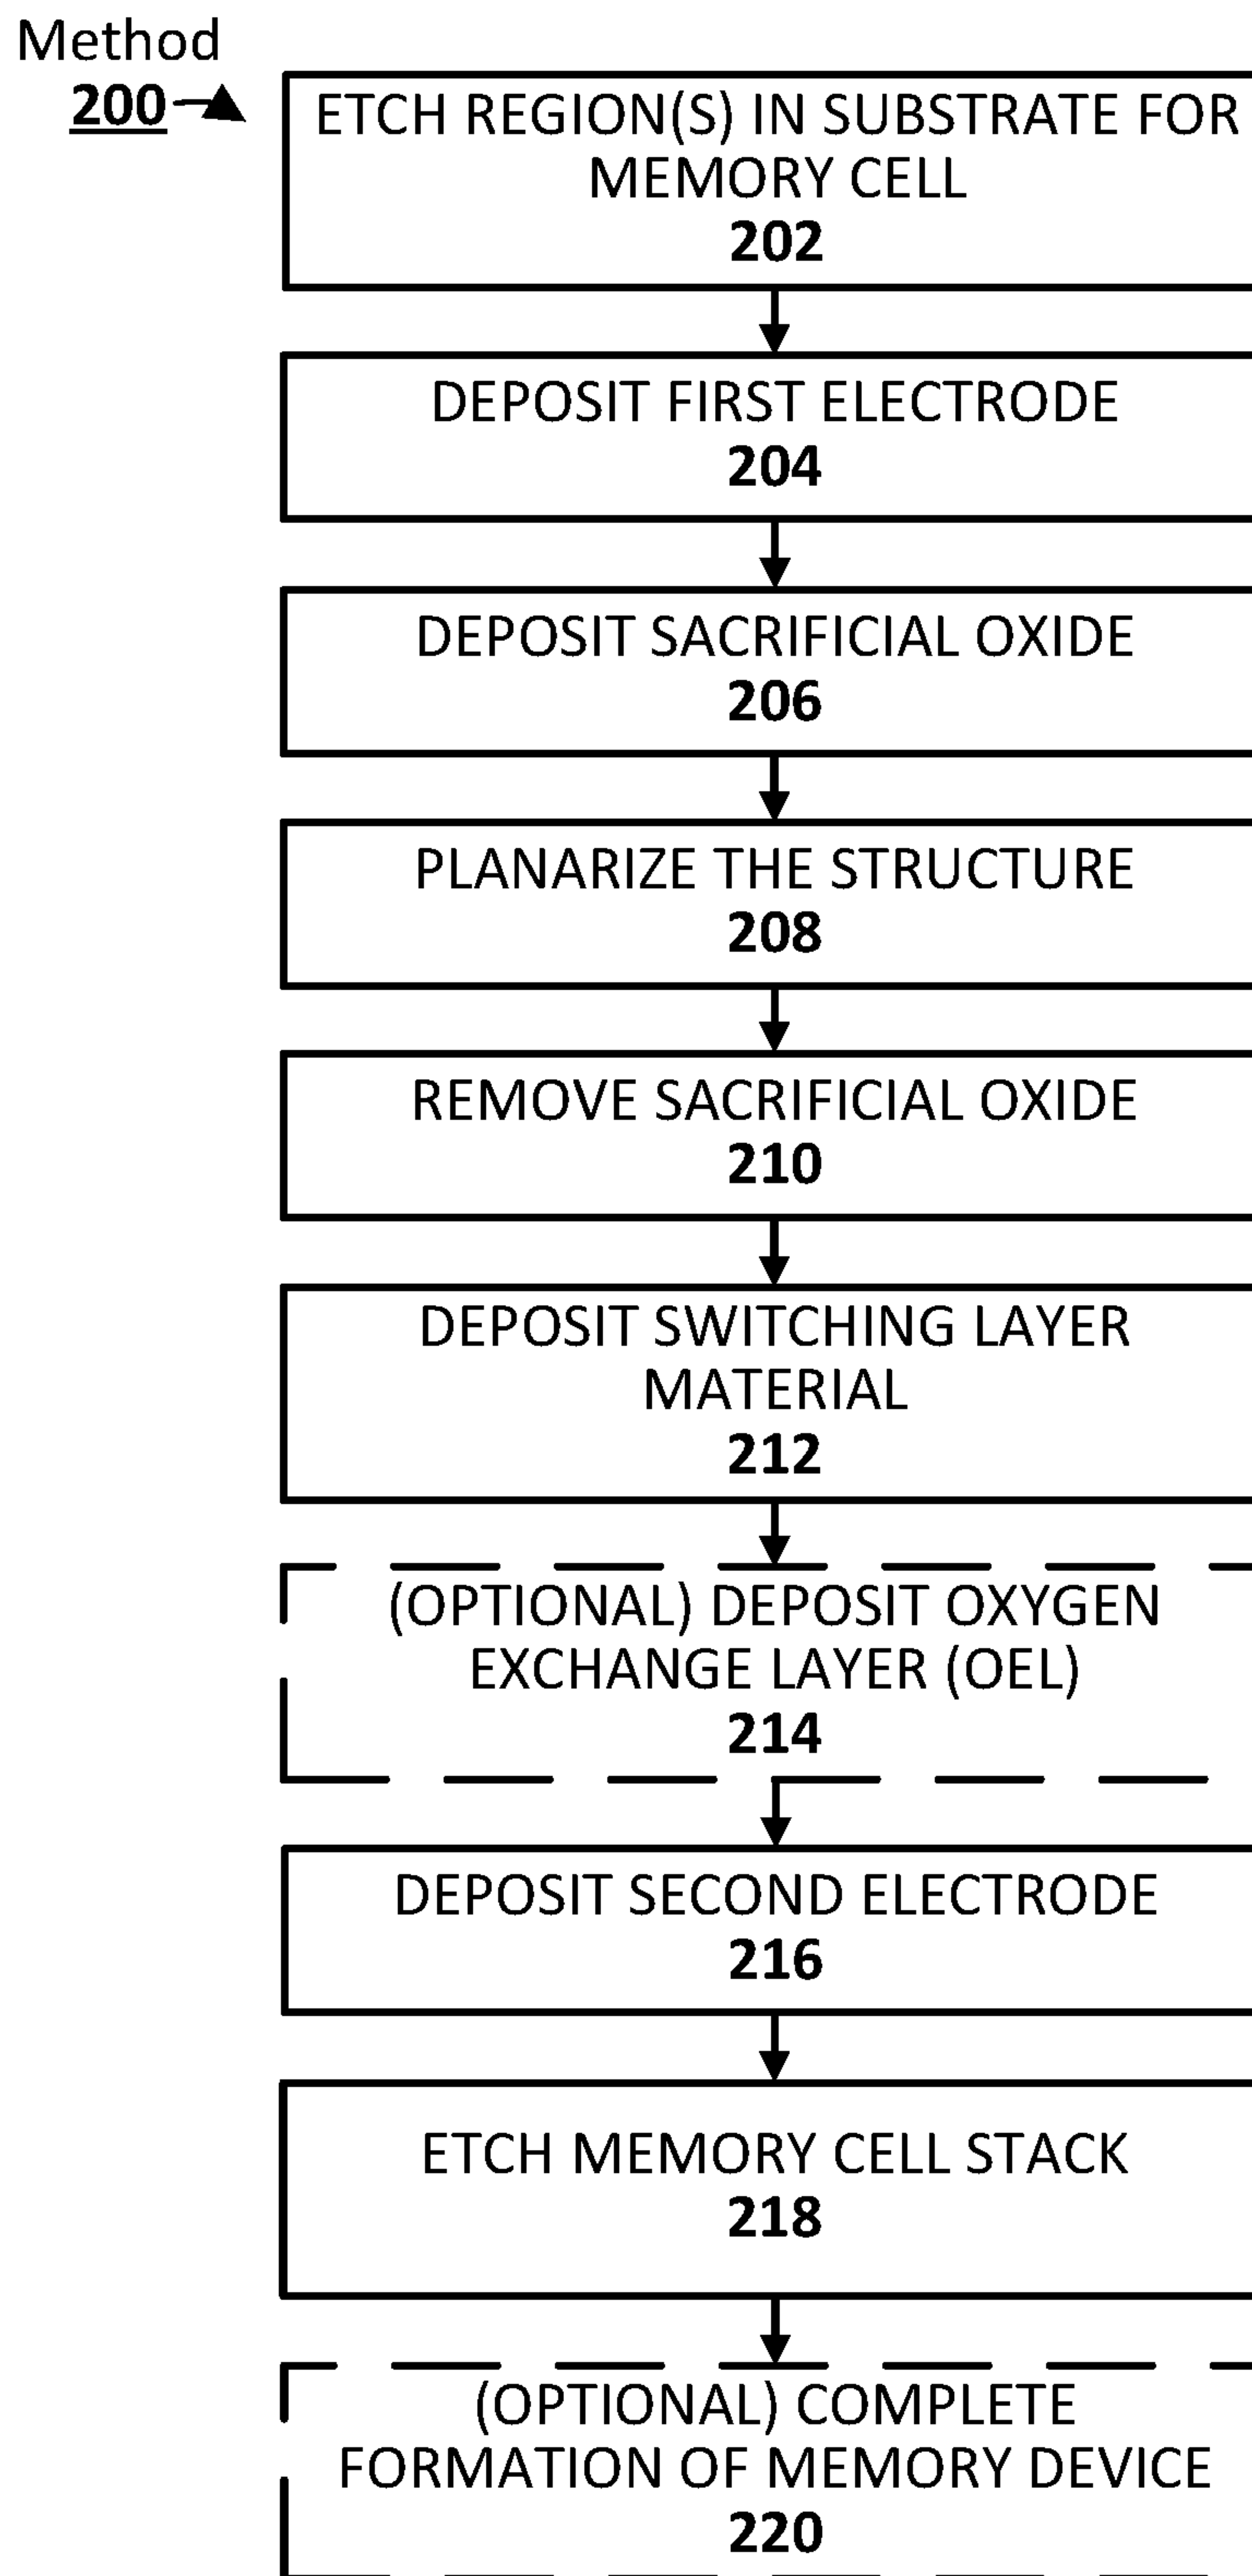 Method
200
ETCH REGION(S) IN SUBSTRATE FOR
MEMORY CELL
202
DEPOSIT FIRST ELECTRODE
204
DEPOSIT SACRIFICIAL OXIDE
206
PLANARIZE THE STRUCTURE
208
REMOVE SACRIFICIAL OXIDE
210
DEPOSIT SWITCHING LAYER
MATERIAL
212
(OPTIONAL) DEPOSIT OXYGEN
EXCHANGE LAYER (OEL)
214
DEPOSIT SECOND ELECTRODE
216
ETCH MEMORY CELL STACK
218
(OPTIONAL) COMPLETE
FORMATION OF MEMORY DEVICE
220